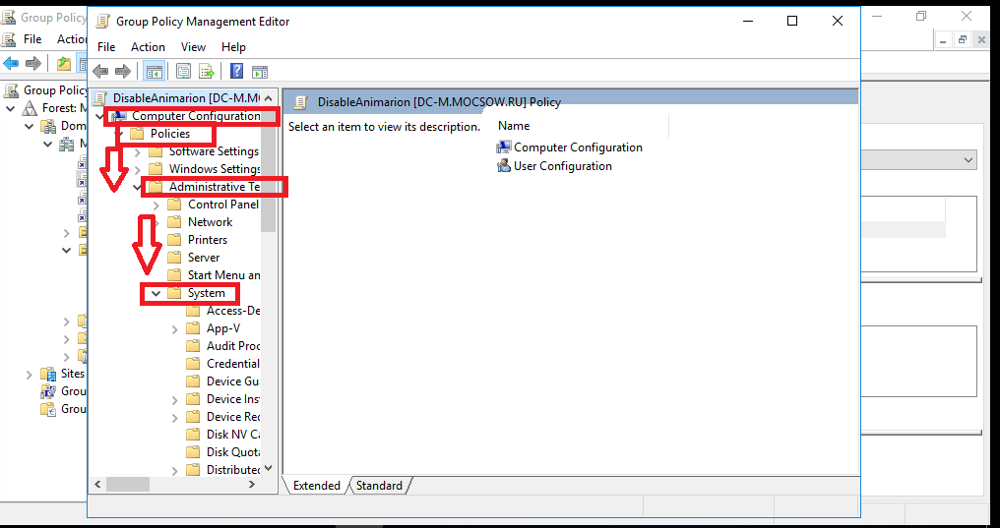 Group Policy
Group Policy Management Editor
File
Action
File Action View Help
Group Policy
Forest: M
Dom
M
Sites
Grou
Grou
DisableAnimarion [DC-M.MO
Computer Configuration
Policies
Software Settings
Windows Settings
Administrative Te
Control Panel
Network
Printers
Server
Start Menu an
System
Access-De
App-V
Audit Proc
Credential
Device Gu
Device Ins
Device Rec
Disk NV Ca
Disk Quota
Distributed
DisableAnimarion [DC-M.MOCSOW.RU] Policy
Select an item to view its description.
Name
Computer Configuration
User Configuration
Extended Standard